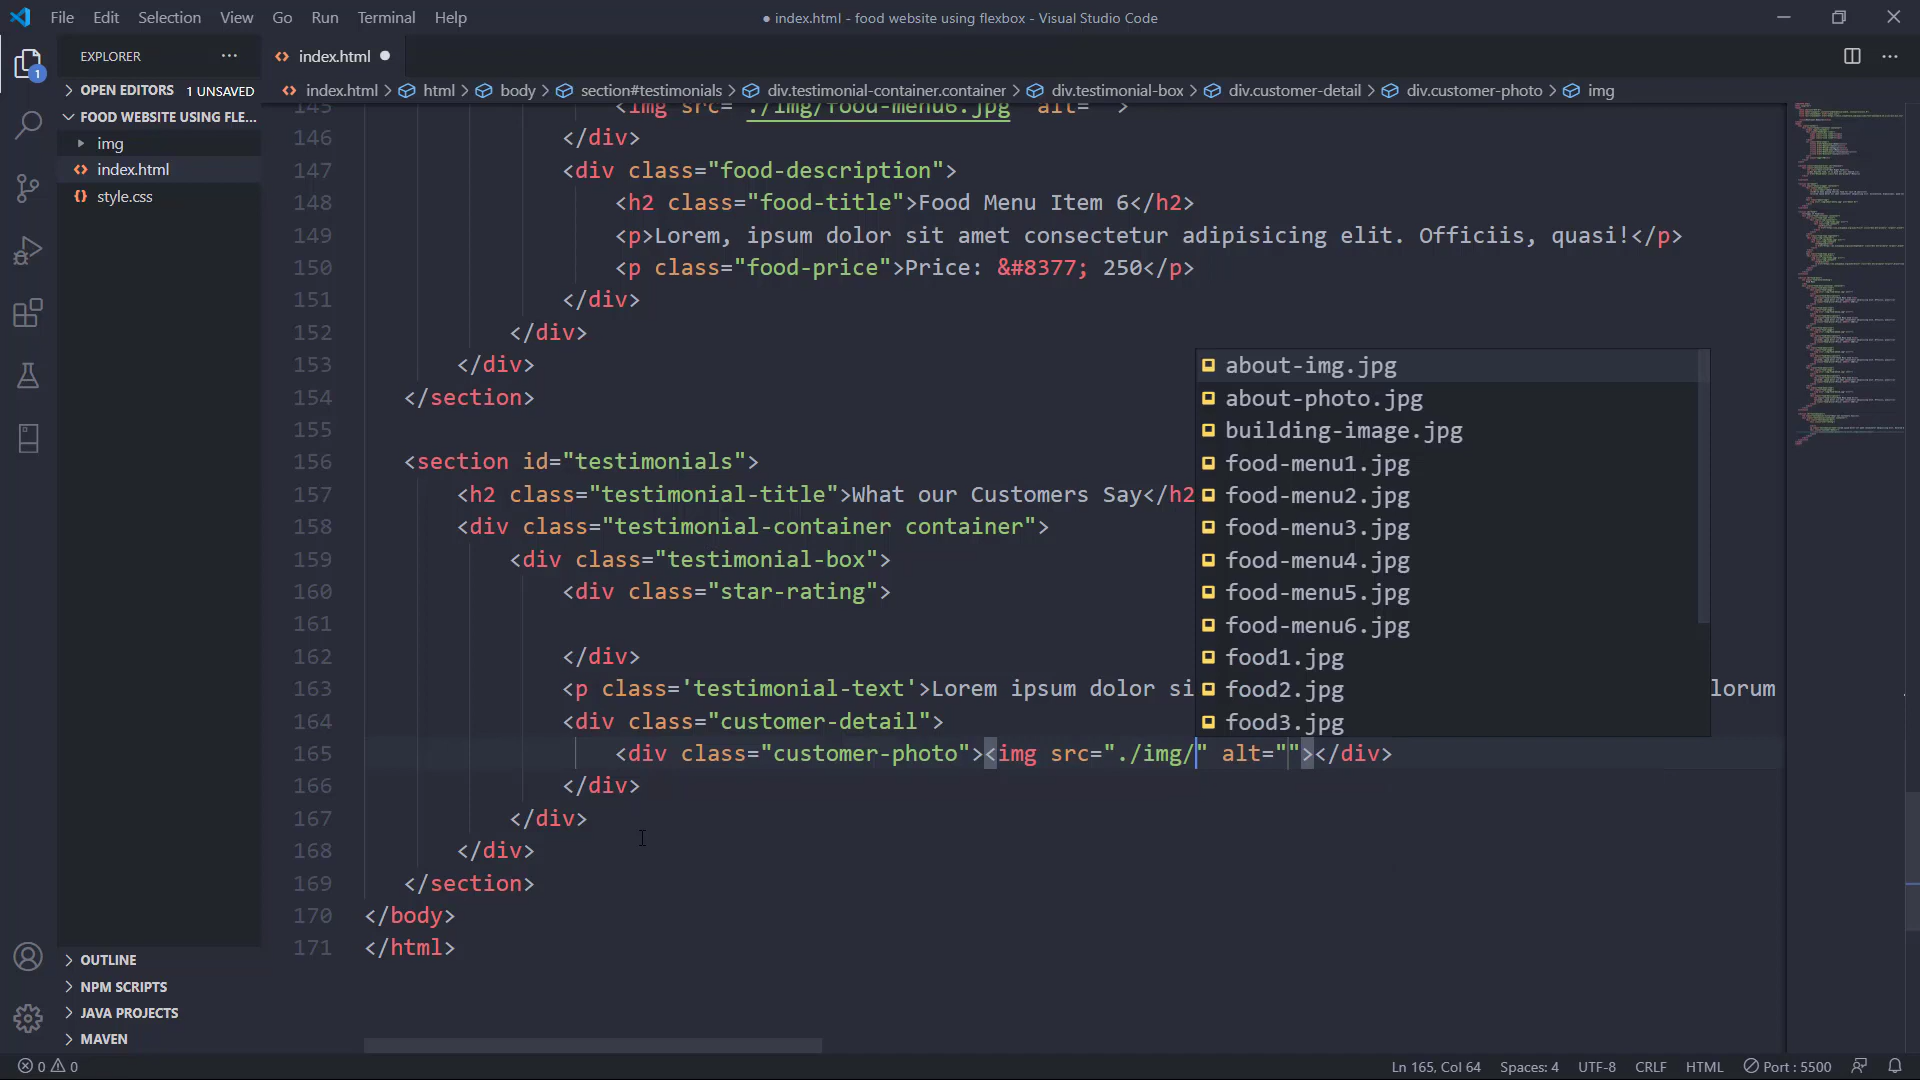 File Edit Selection View Go Run Terminal Help
● index.html - food website using flexbox - Visual Studio Code
EXPLORER
OPEN EDITORS 1 UNSAVED
FOOD WEBSITE USING FLE...
img
index.html
style.css
OUTLINE
NPM SCRIPTS
JAVA PROJECTS
MAVEN
1
index.html ●
index.html > html > body > section#testimonials > div.testimonial-container.container > div.testimonial-box > div.customer-detail > div.customer-photo > img
145 <img src="./img/food-menu6.jpg" alt="">
146 </div>
147 <div class="food-description">
148 <h2 class="food-title">Food Menu Item 6</h2>
149 <p>Lorem, ipsum dolor sit amet consectetur adipisicing elit. Officiis, quasi!</p>
150 <p class="food-price">Price: &#8377; 250</p>
151 </div>
152 </div>
153 </div>
154 </section>
155
156 <section id="testimonials">
157 <h2 class="testimonial-title">What our Customers Say</h2
158 <div class="testimonial-container container">
159 <div class="testimonial-box">
160 <div class="star-rating">
161
162 </div>
163 <p class='testimonial-text'>Lorem ipsum dolor si lorum
164 <div class="customer-detail">
165 <div class="customer-photo"><img src="./img/" alt=""></div>
166 </div>
167 </div>
168 </div>
169 </section>
170 </body>
171 </html>
about-img.jpg
about-photo.jpg
building-image.jpg
food-menu1.jpg
food-menu2.jpg
food-menu3.jpg
food-menu4.jpg
food-menu5.jpg
food-menu6.jpg
food1.jpg
food2.jpg
food3.jpg
0 0
Ln 165, Col 64 Spaces: 4 UTF-8 CRLF HTML Port : 5500